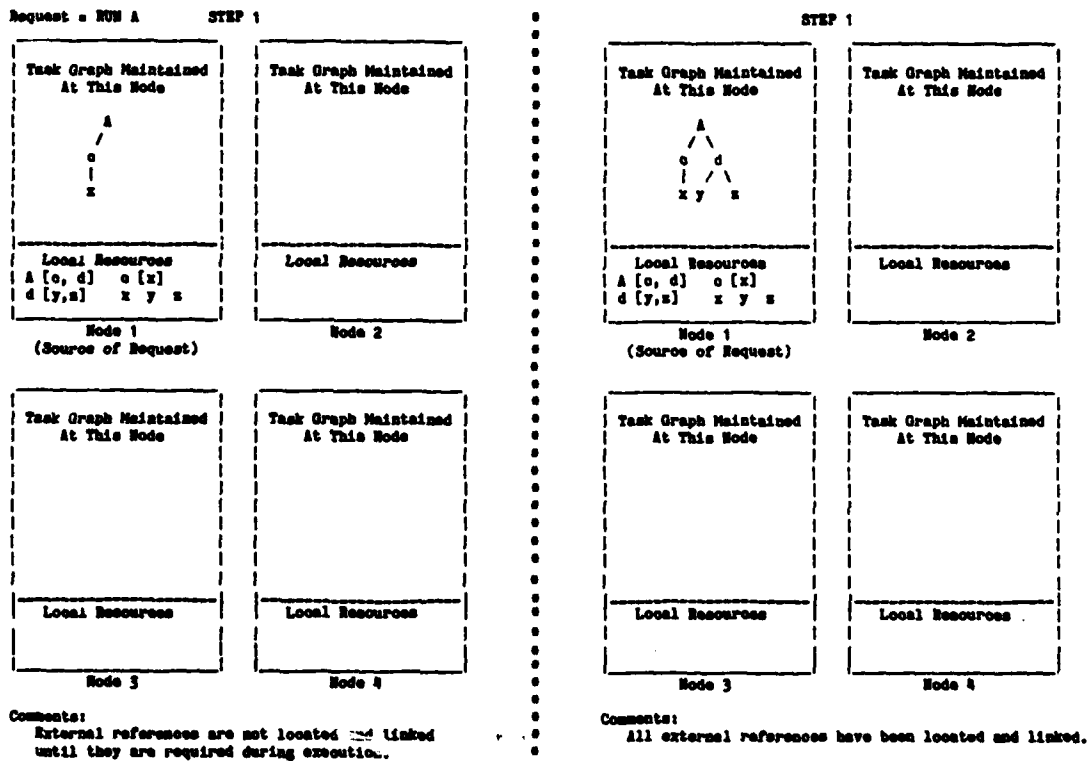 Request = RUN A STEP 1
Task Graph Maintained
At This Node
A
c
x
Local Resources
A [c, d] c [x]
d [y,z] x y z
Node 1
(Source of Request)
Task Graph Maintained
At This Node
Local Resources
Node 2
Task Graph Maintained
At This Node
Local Resources
Node 3
Task Graph Maintained
At This Node
Local Resources
Node 4
Comments:
External references are not located and linked
until they are required during execution.
STEP 1
Task Graph Maintained
At This Node
A
c d
x y z
Local Resources
A [c, d] c [x]
d [y,z] x y z
Node 1
(Source of Request)
Task Graph Maintained
At This Node
Local Resources
Node 2
Task Graph Maintained
At This Node
Local Resources
Node 3
Task Graph Maintained
At This Node
Local Resources
Node 4
Comments:
All external references have been located and linked.